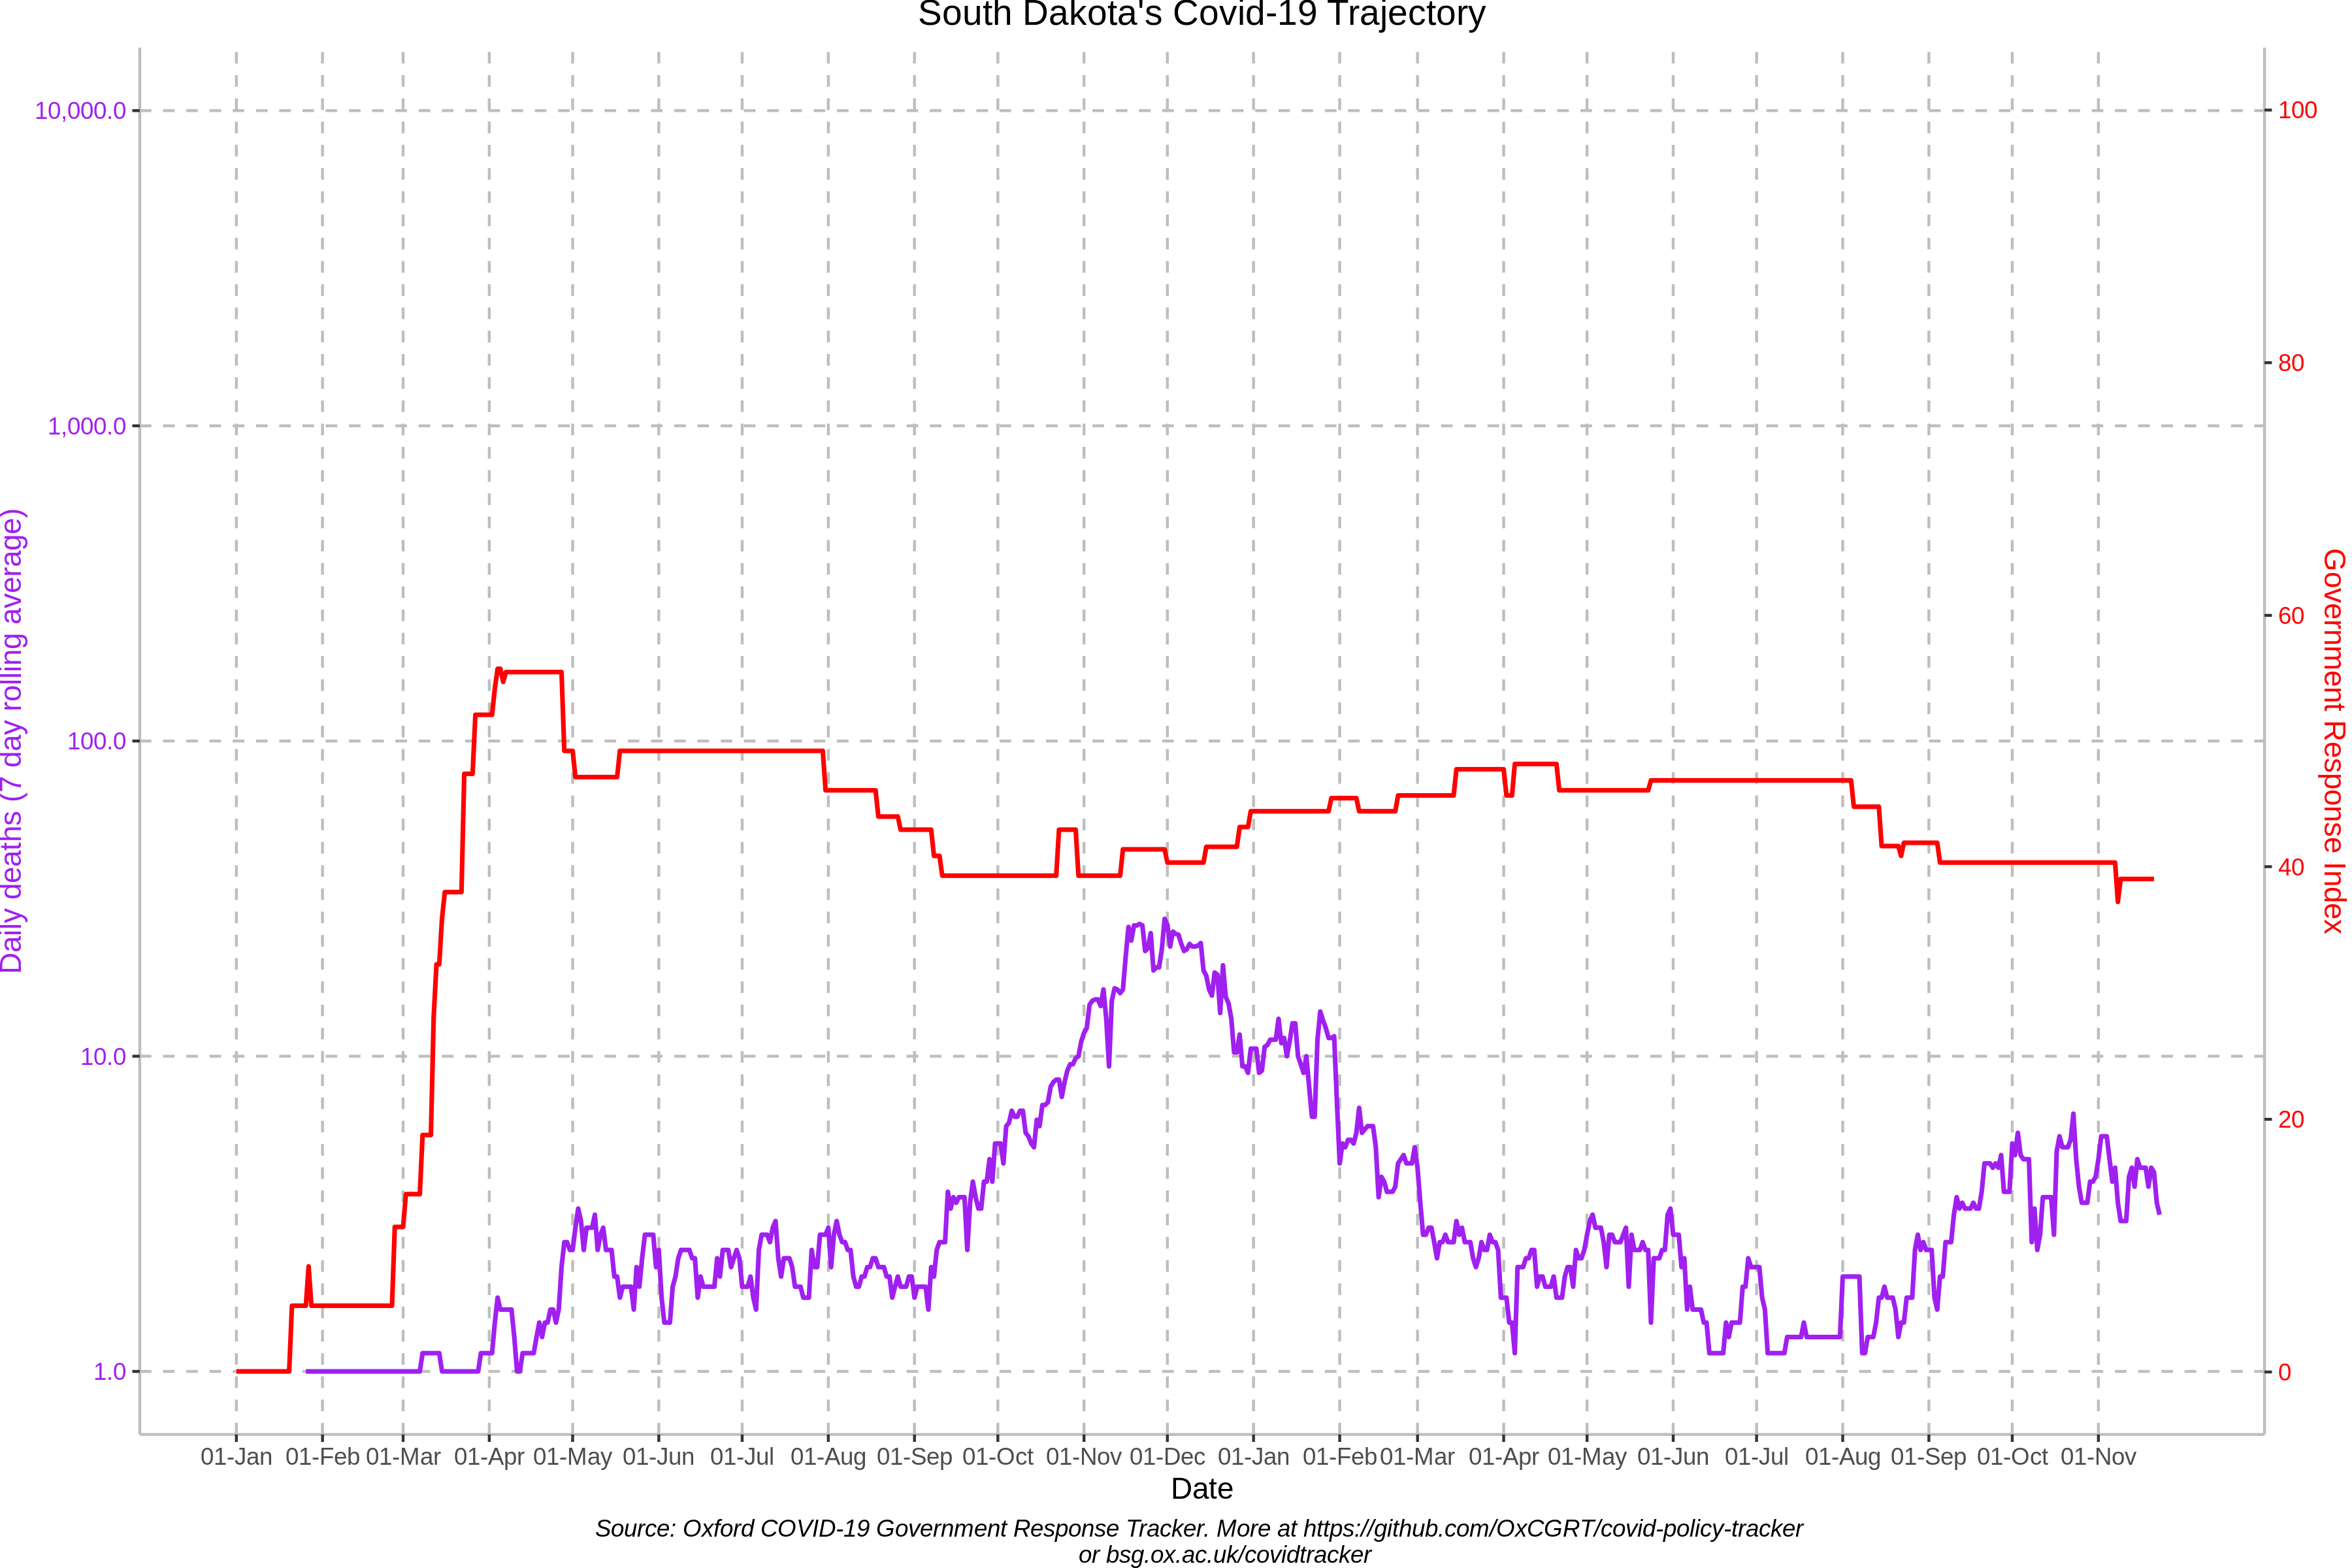 South Dakota's Covid-19 Trajectory
10,000.0
1,000.0
100.0
10.0
1.0
Daily deaths (7 day rolling average)
100
80
60
40
20
0
Government Response Index
01-Jan 01-Feb 01-Mar 01-Apr 01-May 01-Jun 01-Jul 01-Aug 01-Sep 01-Oct 01-Nov 01-Dec 01-Jan 01-Feb 01-Mar 01-Apr 01-May 01-Jun 01-Jul 01-Aug 01-Sep 01-Oct 01-Nov
Date
Source: Oxford COVID-19 Government Response Tracker. More at https://github.com/OxCGRT/covid-policy-tracker
or bsg.ox.ac.uk/covidtracker